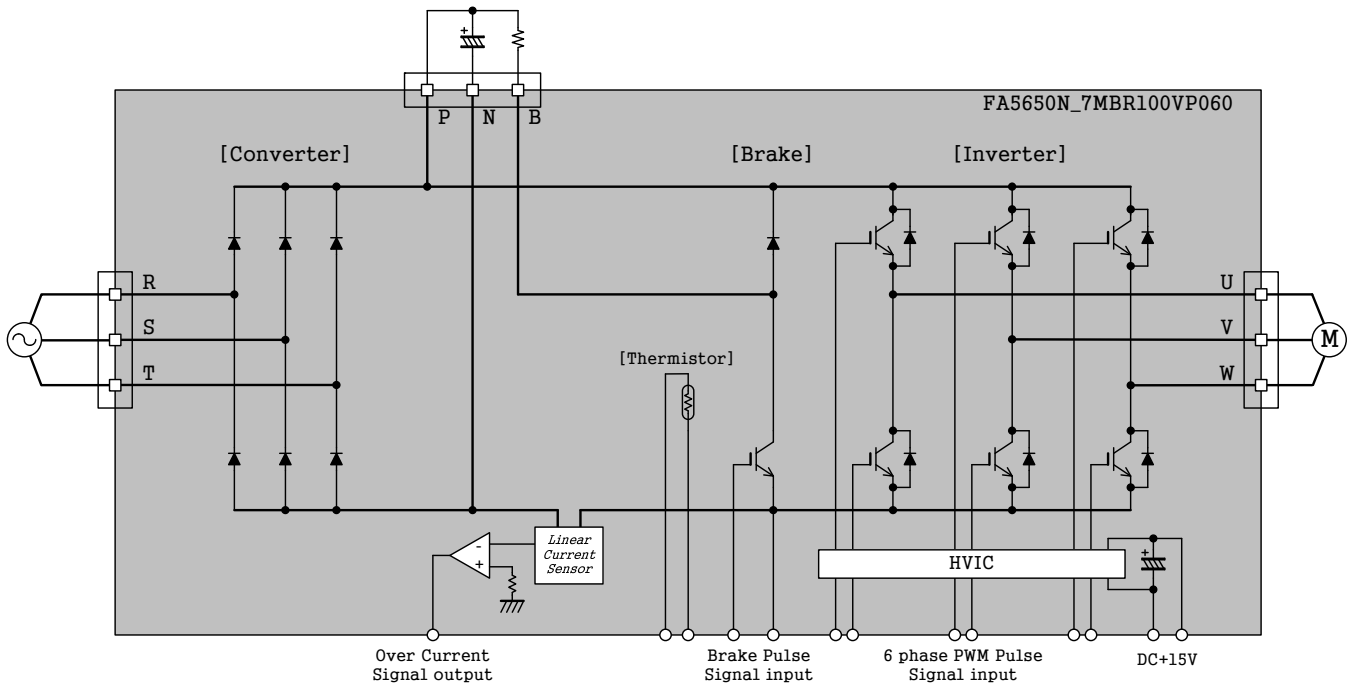 +
P
N
B
FA5650N_7MBR100VP060
[Converter]
[Brake]
[Inverter]
R
S
T
U
V
W
M
[Thermistor]
Linear
Current
Sensor
-
+
HVIC
+
Over Current
Signal output
Brake Pulse
Signal input
6 phase PWM Pulse
Signal input
DC+15V